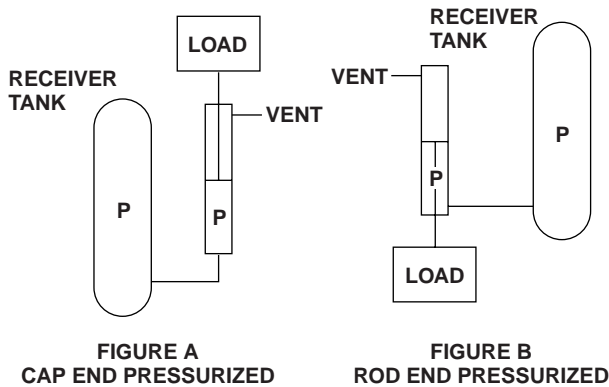 LOAD
RECEIVER
TANK
VENT
P
P
FIGURE A
CAP END PRESSURIZED
RECEIVER
TANK
VENT
P
P
LOAD
FIGURE B
ROD END PRESSURIZED